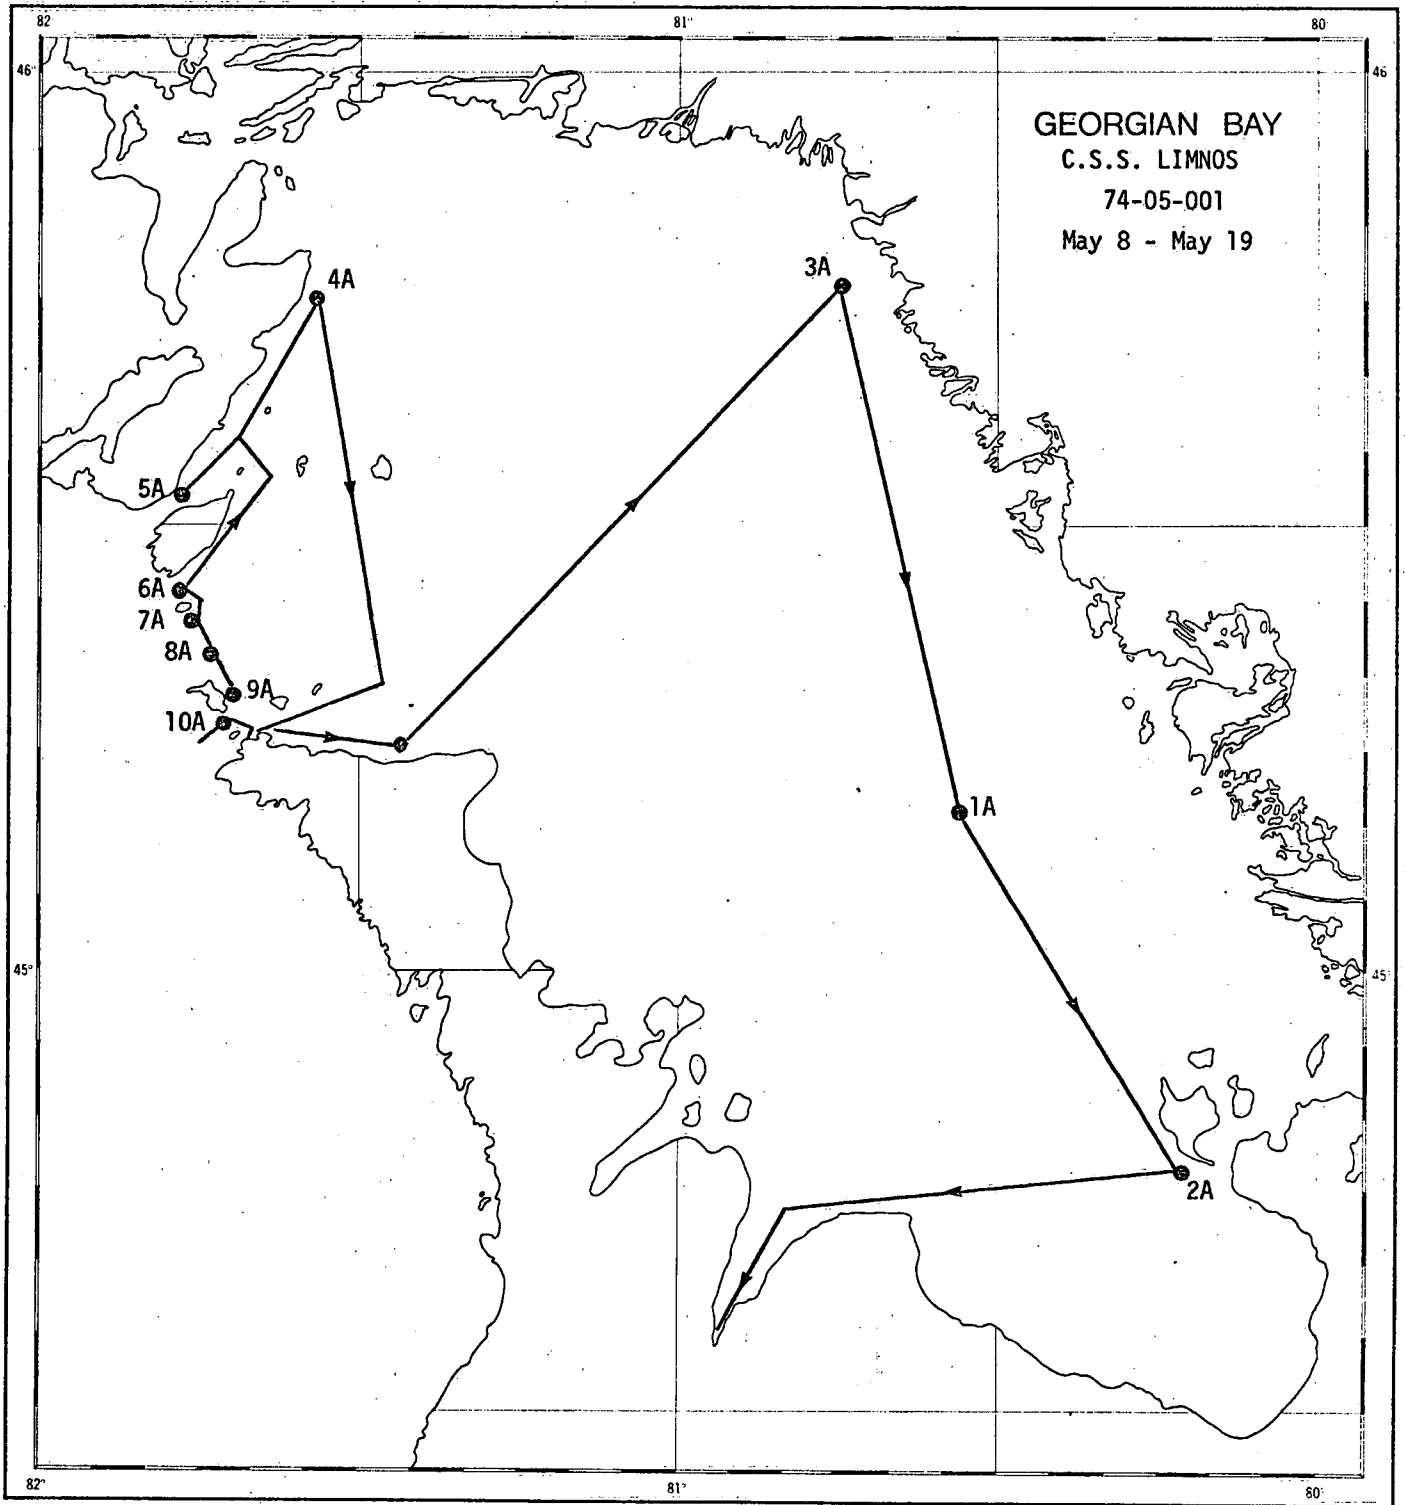 82 81° 80
46° 46
GEORGIAN BAY
C.S.S. LIMNOS
74-05-001
May 8 - May 19
4A 3A
5A
6A
7A
8A
9A
10A
1A
45° 45°
2A
82° 81° 80°